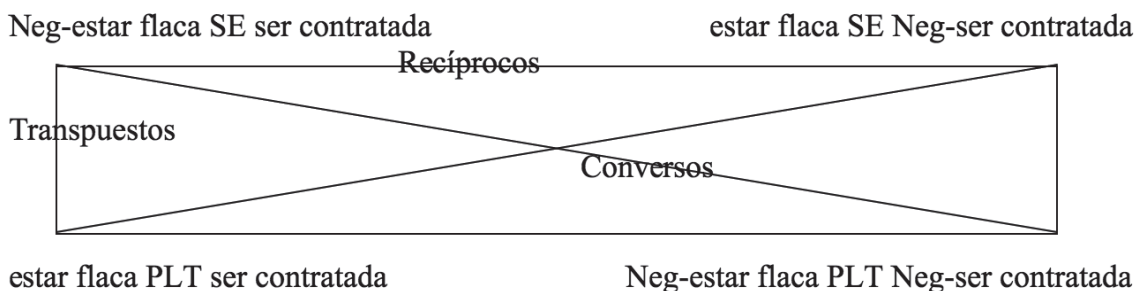 Neg-estar flaca SE ser contratada estar flaca SE Neg-ser contratada
Recíprocos
Transpuestos
Conversos
estar flaca PLT ser contratada Neg-estar flaca PLT Neg-ser contratada